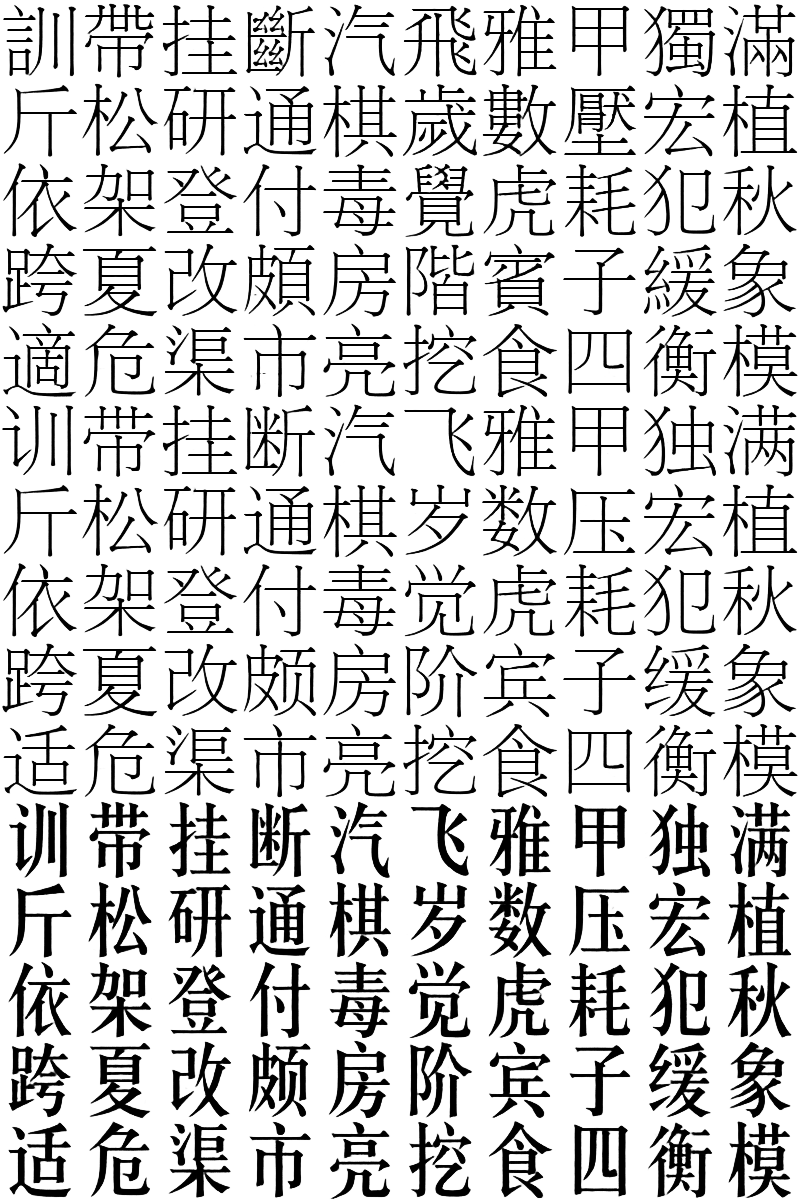 訓帶挂斷汽飛雅甲獨滿
斤松研通棋歲數壓宏植
依架登付毒覺虎耗犯秋
跨夏改頗房階賓子緩象
適危渠市亮挖食四衡模
训带挂断汽飞雅甲独满
斤松研通棋岁数压宏植
依架登付毒觉虎耗犯秋
跨夏改颇房阶宾子缓象
适危渠市亮挖食四衡模
训带挂断汽飞雅甲独满
斤松研通棋岁数压宏植
依架登付毒觉虎耗犯秋
跨夏改颇房阶宾子缓象
适危渠市亮挖食四衡模